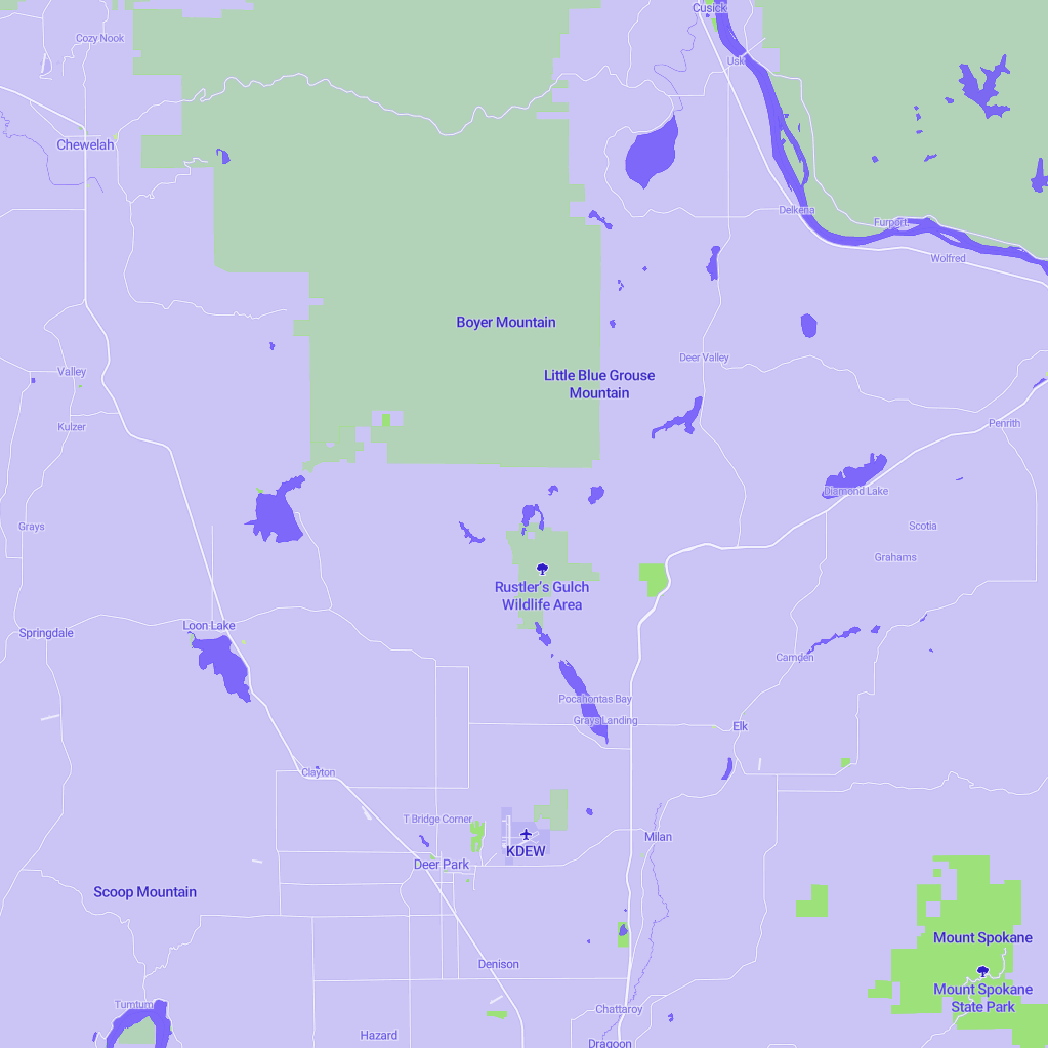 Cusick
Cozy Nook
Usk
Chewelah
Delkena
Furport
Wolfred
Boyer Mountain
Deer Valley
Valley
Little Blue Grouse
Mountain
Kulzer
Penrith
Diamond Lake
Grays
Scotia
Grahams
Rustler's Gulch
Wildlife Area
Loon Lake
Springdale
Camden
Pocahontas Bay
Grays Landing
Elk
Clayton
T Bridge Corner
Milan
KDEW
Deer Park
Scoop Mountain
Mount Spokane
Denison
Mount Spokane
State Park
Tumtum
Chattaroy
Hazard
Dragoon